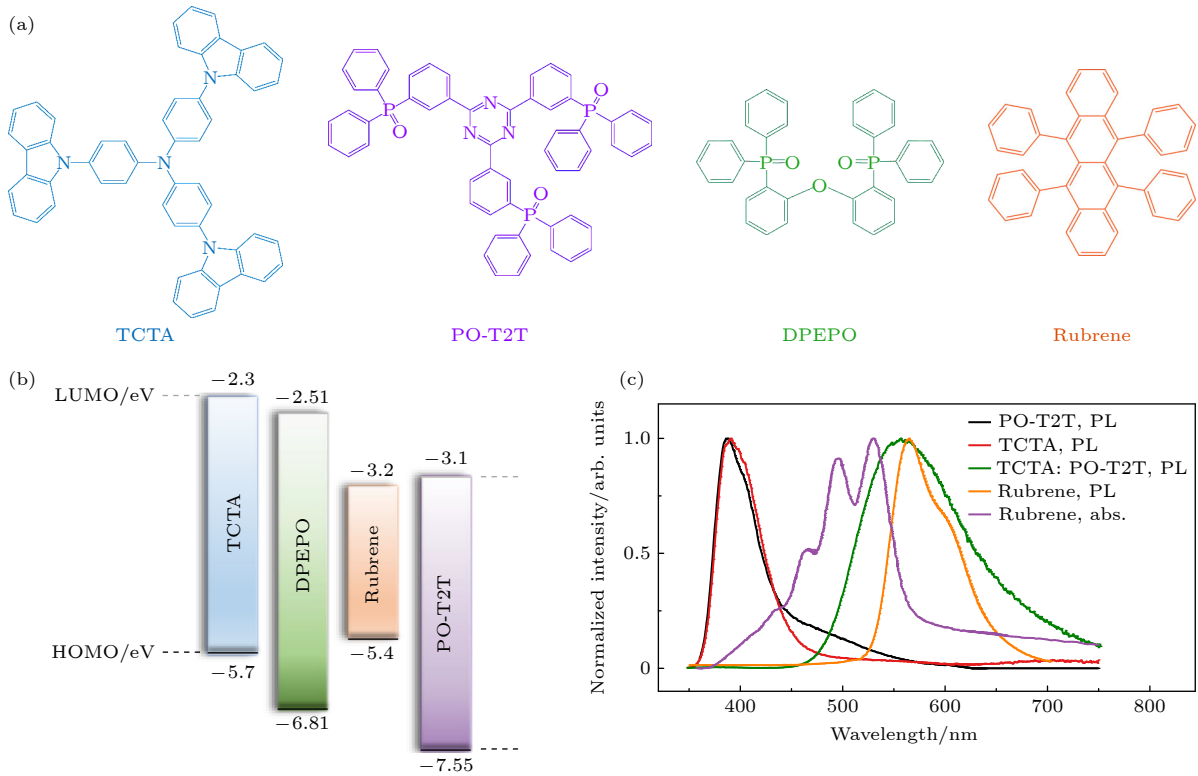 (a)
N
N
N
N
P
O
N
N
N
P
O
P
O
P
O
O
P
O
TCTA
PO-T2T
DPEPO
Rubrene
(b)
LUMO/eV
−2.3
−2.51
−3.2
−3.1
TCTA
DPEPO
Rubrene
PO-T2T
HOMO/eV
−5.7
−6.81
−5.4
−7.55
(c)
Normalized intensity/arb. units
1.0
0.5
0
PO-T2T, PL
TCTA, PL
TCTA: PO-T2T, PL
Rubrene, PL
Rubrene, abs.
400 500 600 700 800
Wavelength/nm